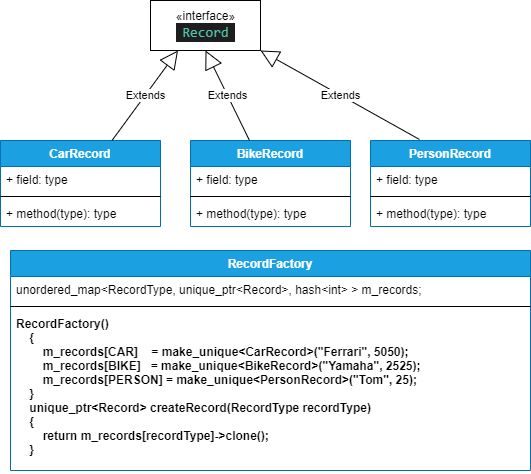 «interface»
Record
Extends
Extends
Extends
CarRecord
+ field: type
+ method(type): type
BikeRecord
+ field: type
+ method(type): type
PersonRecord
+ field: type
+ method(type): type
RecordFactory
unordered_map<RecordType, unique_ptr<Record>, hash<int> > m_records;
RecordFactory()
{
m_records[CAR] = make_unique<CarRecord>("Ferrari", 5050);
m_records[BIKE] = make_unique<BikeRecord>("Yamaha", 2525);
m_records[PERSON] = make_unique<PersonRecord>("Tom", 25);
}
unique_ptr<Record> createRecord(RecordType recordType)
{
return m_records[recordType]->clone();
}